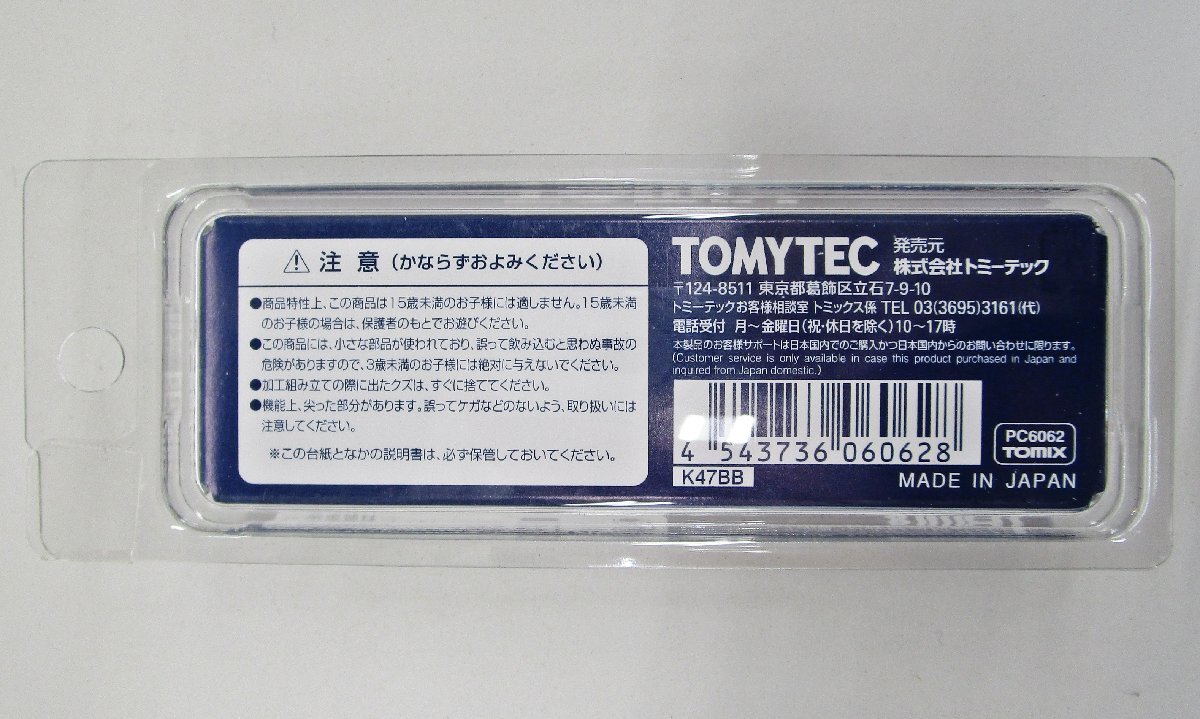 ⚠ 注意 (かならずおよみください)
●商品特性上、この商品は15歳未満のお子様には適しません。15歳未満
のお子様の場合は、保護者のもとでお遊びください。
●この商品には、小さな部品が使われており、誤って飲み込むと思わぬ事故の
危険がありますので、3歳未満のお子様には絶対に与えないでください。
●加工組み立ての際に出たクズは、すぐに捨ててください。
●機能上、尖った部分があります。誤ってケガなどのないよう、取り扱いには
注意してください。
※この台紙となかの説明書は、必ず保管しておいてください。
TOMYTEC 発売元
株式会社トミーテック
〒124-8511 東京都葛飾区立石7-9-10
トミーテックお客様相談室 トミックス係 TEL 03(3695)3161(代)
電話受付 月〜金曜日(祝・休日を除く)10〜17時
本製品のお客様サポートは日本国内でのご購入かつ日本国内からのお問い合わせに限ります。
(Customer service is only available in case this product purchased in Japan and
inquired from Japan domestic.)
4 543736 060628
K47BB
PC6062
TOMIX
MADE IN JAPAN